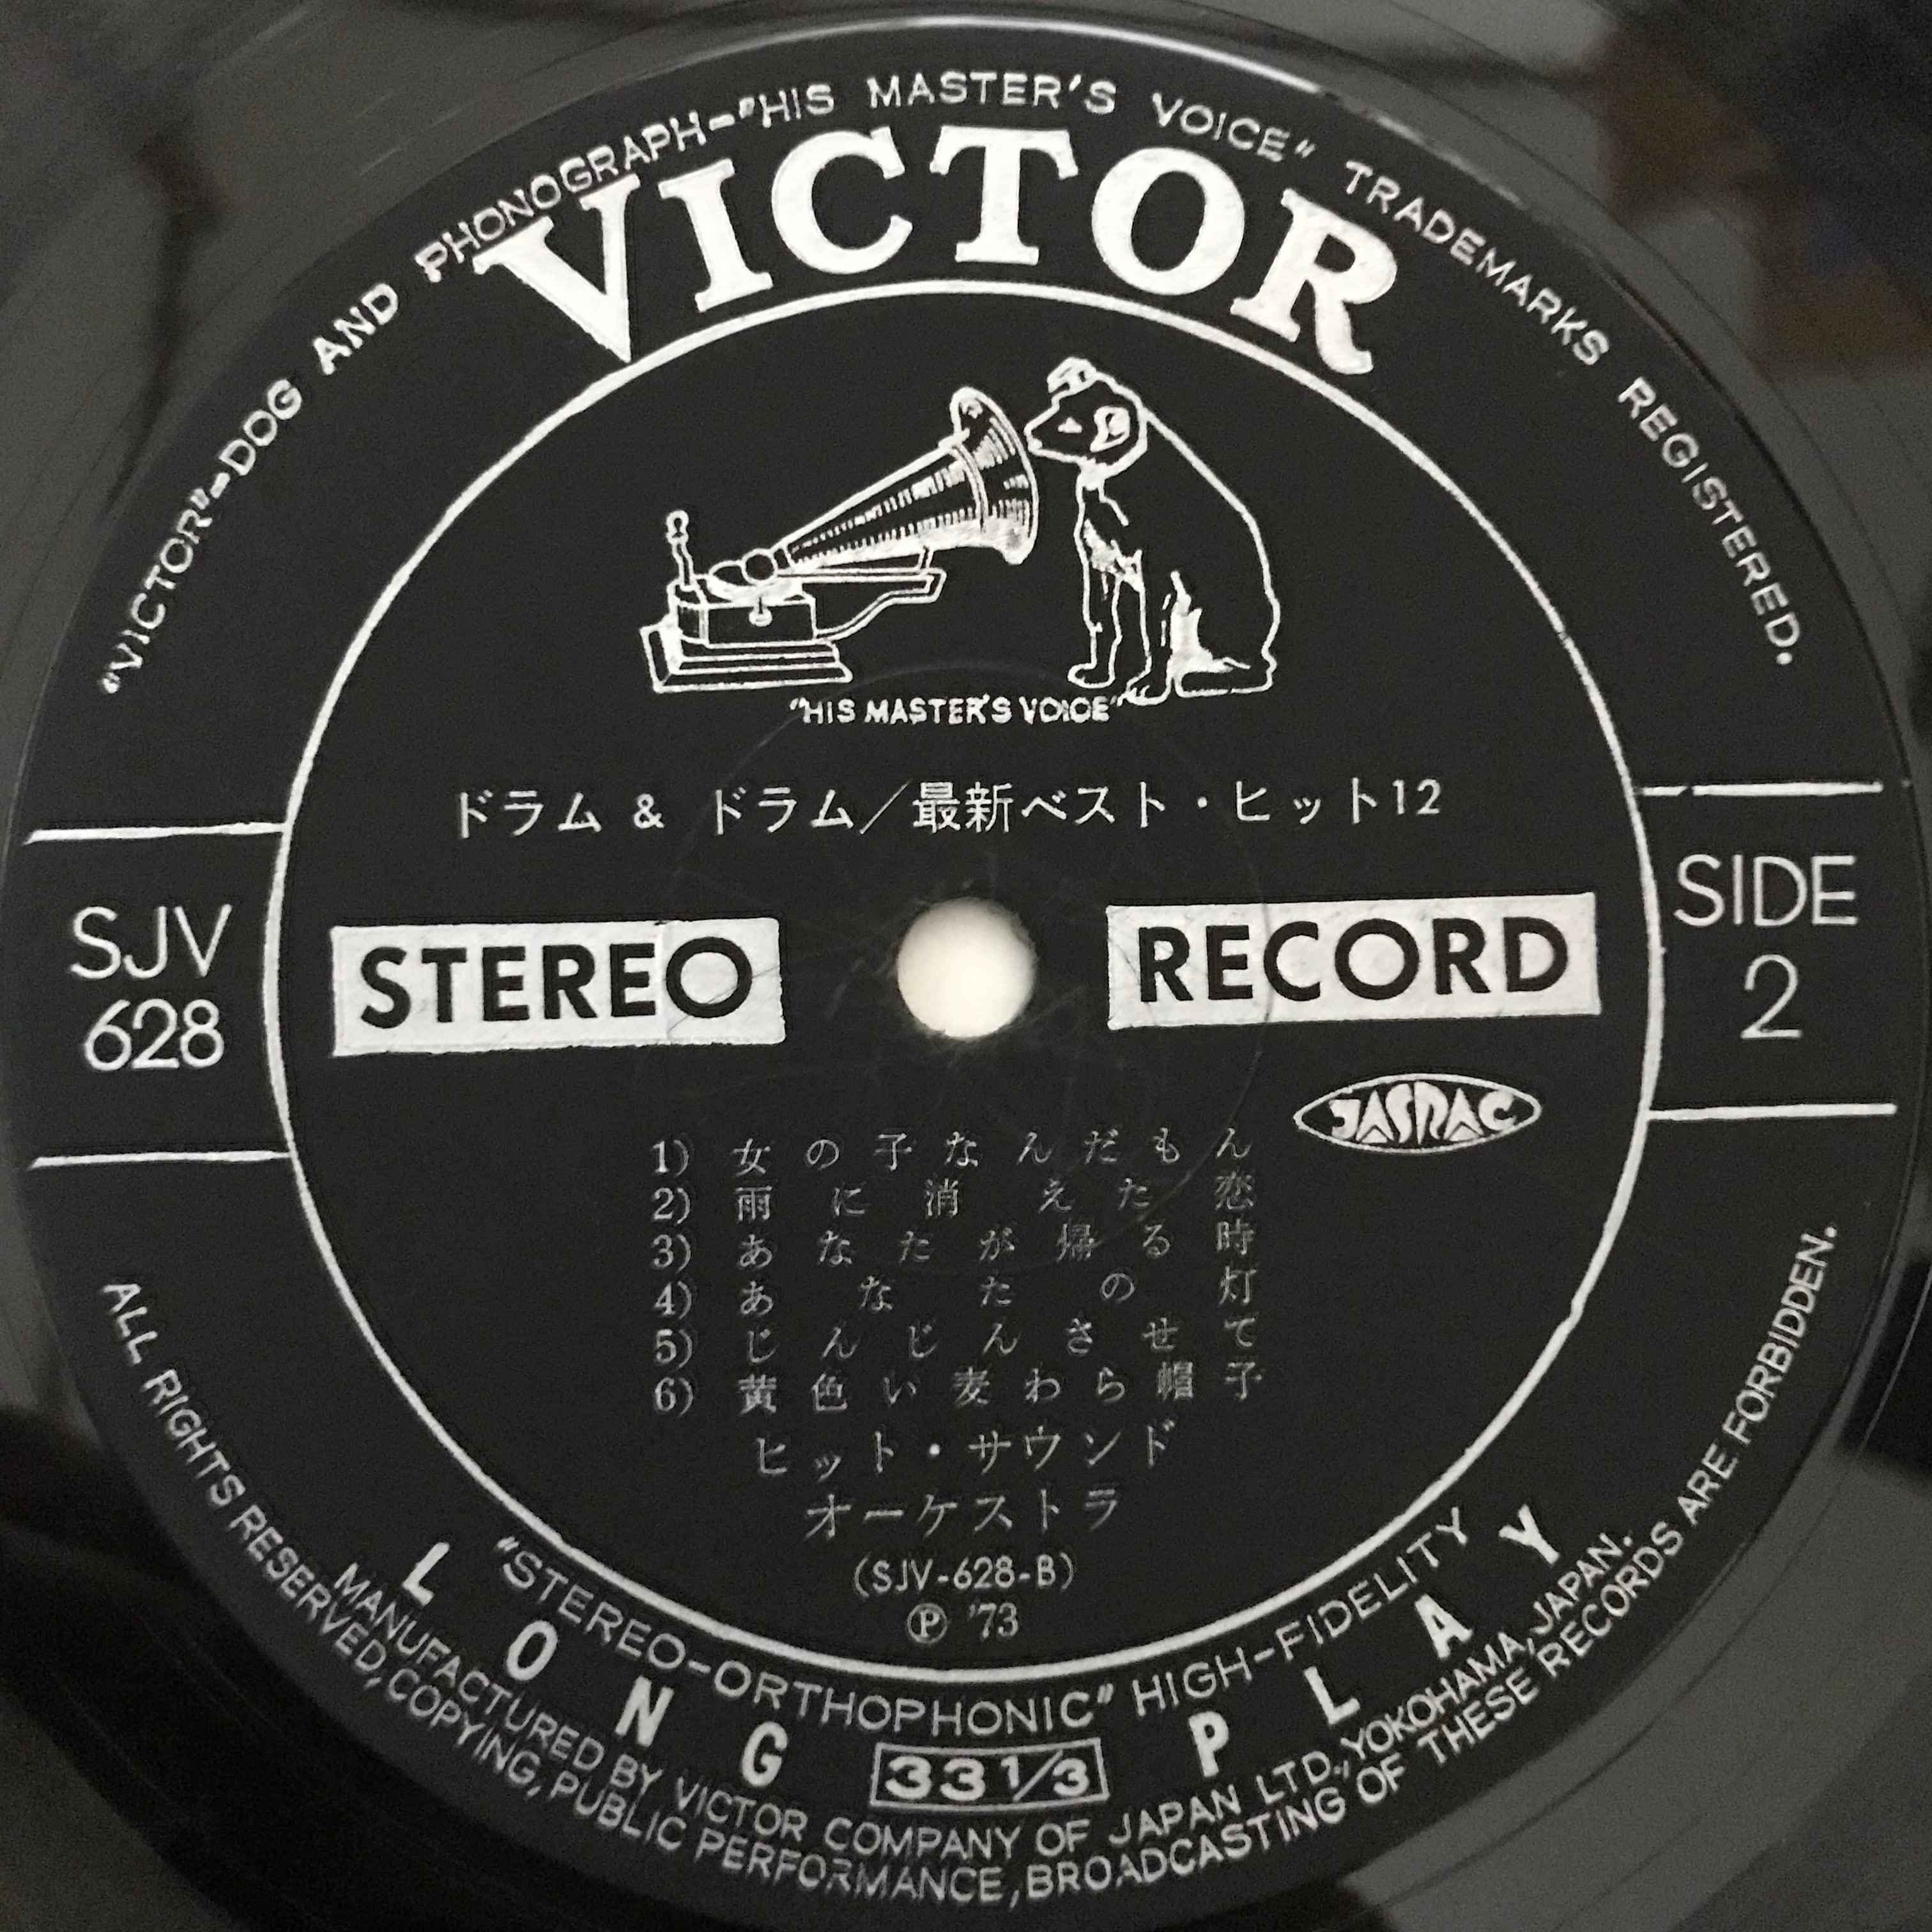 "VICTOR"-DOG AND PHONOGRAPH-"HIS MASTER'S VOICE" TRADEMARKS REGISTERED.
VICTOR
"HIS MASTER'S VOICE"
ドラム & ドラム／最新ベスト・ヒット12
SJV
628
STEREO
RECORD
SIDE
2
JASRAC
1) 女の子なんだもん
2) 雨に消えた恋
3) あなたが帰る時
4) あなたの灯
5) じんじんさせて
6) 黄色い麦わら帽子
ヒット・サウンド
オーケストラ
(SJV-628-B)
Ⓟ '73
"STEREO-ORTHOPHONIC" HIGH-FIDELITY
LONG 33 1/3 PLAY
MANUFACTURED BY VICTOR COMPANY OF JAPAN LTD., YOKOHAMA, JAPAN.
ALL RIGHTS RESERVED, COPYING, PUBLIC PERFORMANCE, BROADCASTING OF THESE RECORDS ARE FORBIDDEN.